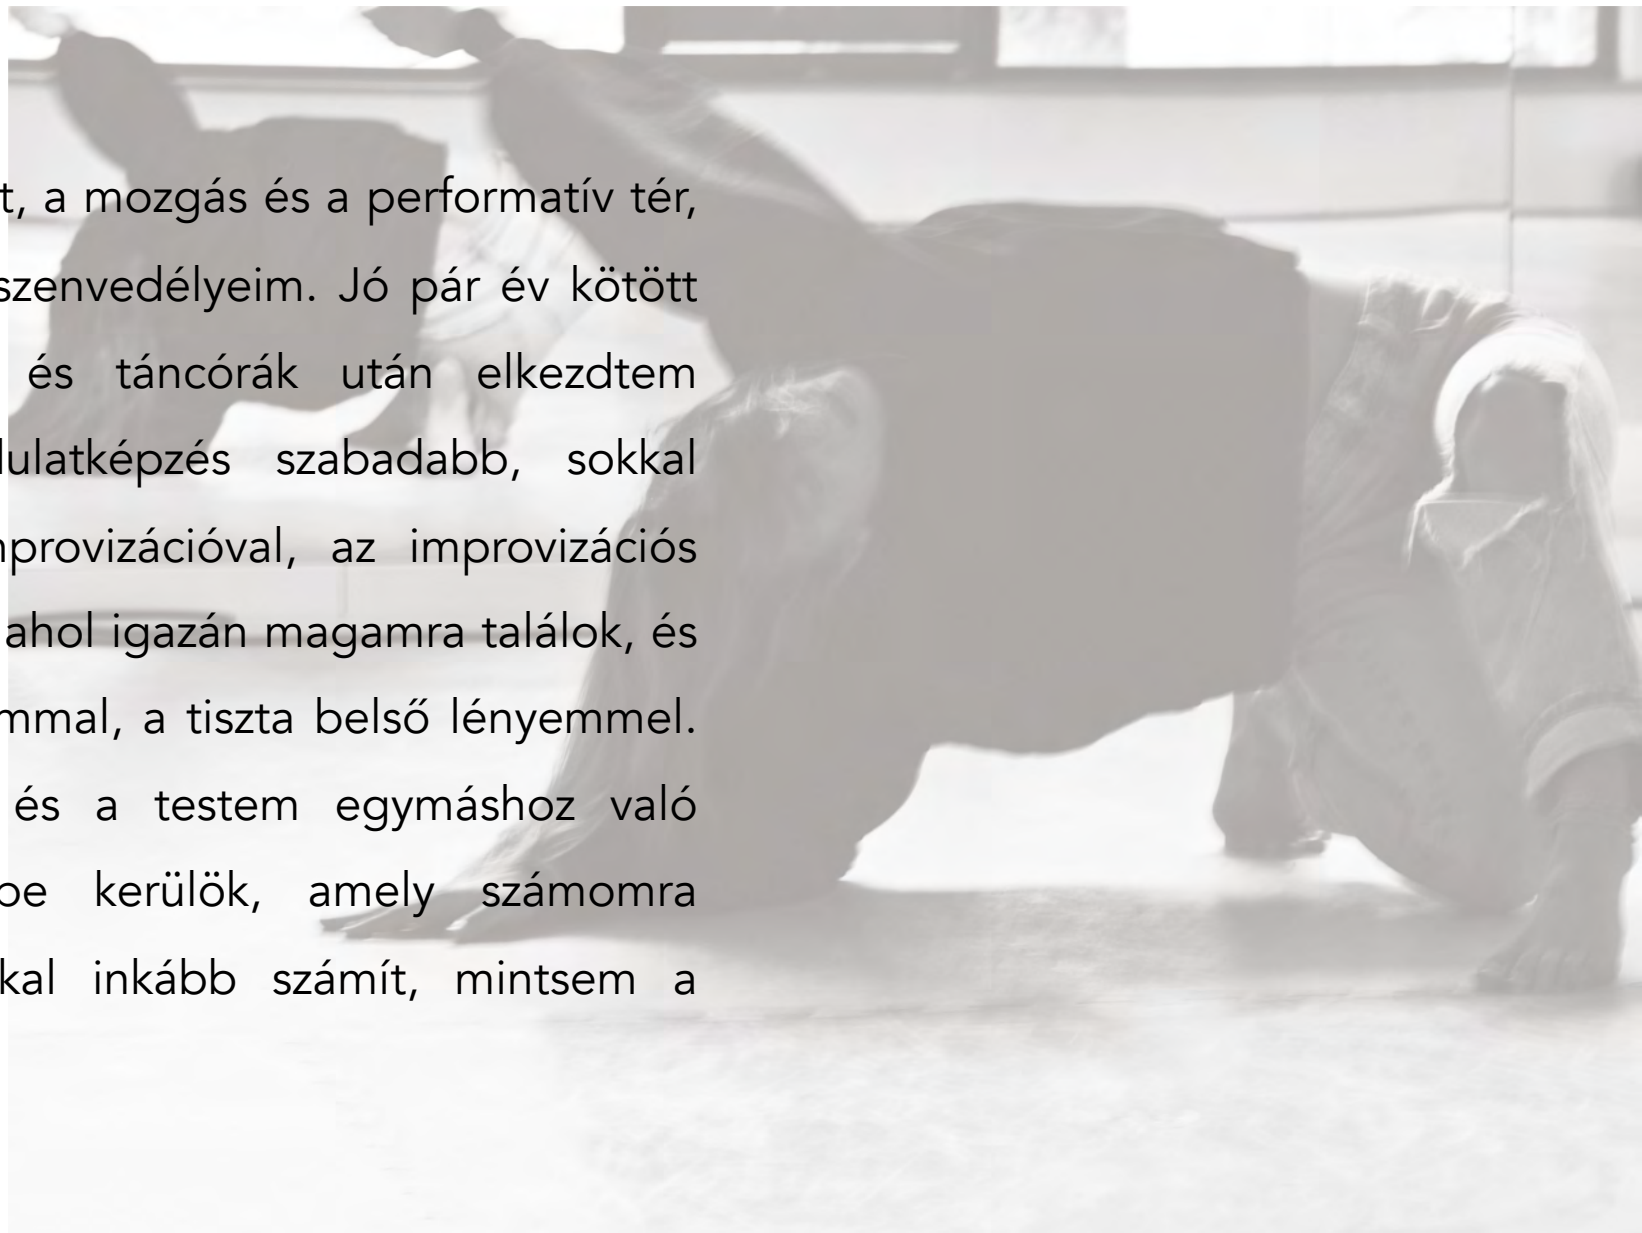 t, a mozgás és a performatív tér,
szenvedélyeim. Jó pár év kötött
és táncórák után elkezdtem
dulatképzés szabadabb, sokkal
mprovizációval, az improvizációs
ahol igazán magamra találok, és
mmal, a tiszta belső lényemmel.
és a testem egymáshoz való
be kerülök, amely számomra
kal inkább számít, mintsem a